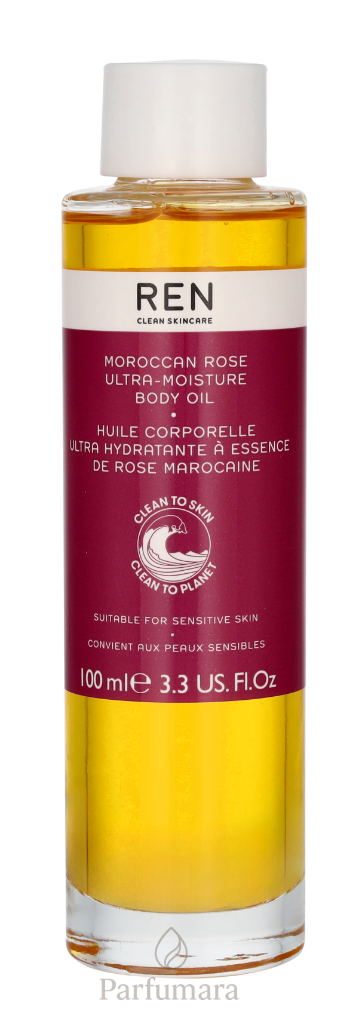 REN
CLEAN SKINCARE
MOROCCAN ROSE
ULTRA-MOISTURE
BODY OIL
•
HUILE CORPORELLE
ULTRA HYDRATANTE À ESSENCE
DE ROSE MAROCAINE
CLEAN TO SKIN
CLEAN TO PLANET
SUITABLE FOR SENSITIVE SKIN
•
CONVIENT AUX PEAUX SENSIBLES
100 ml℮ 3.3 US. Fl.Oz
Parfumara